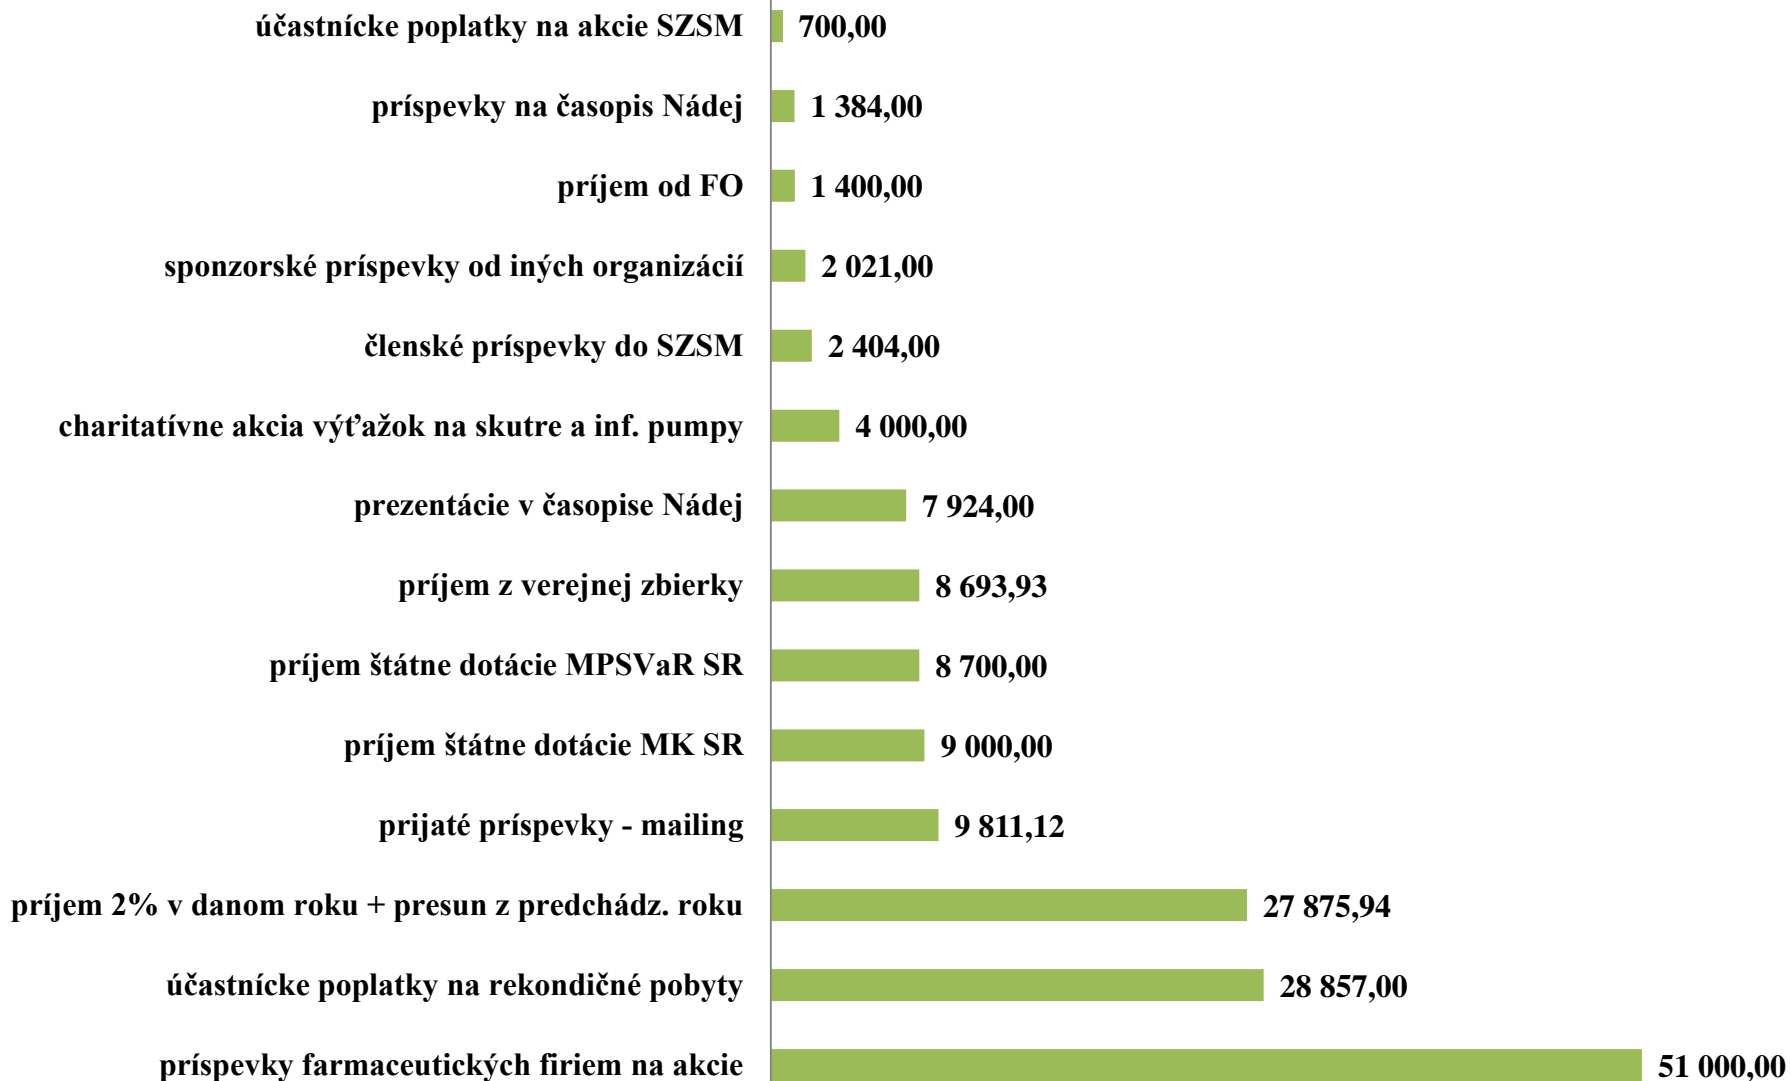 účastnícke poplatky na akcie SZSM 700,00
príspevky na časopis Nádej 1 384,00
príjem od FO 1 400,00
sponzorské príspevky od iných organizácií 2 021,00
členské príspevky do SZSM 2 404,00
charitatívne akcia výťažok na skutre a inf. pumpy 4 000,00
prezentácie v časopise Nádej 7 924,00
príjem z verejnej zbierky 8 693,93
príjem štátne dotácie MPSVaR SR 8 700,00
príjem štátne dotácie MK SR 9 000,00
prijaté príspevky - mailing 9 811,12
príjem 2% v danom roku + presun z predchádz. roku 27 875,94
účastnícke poplatky na rekondičné pobyty 28 857,00
príspevky farmaceutických firiem na akcie 51 000,00